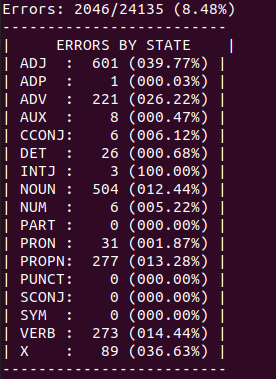 Errors: 2046/24135 (8.48%)
-------------------------
|     ERRORS BY STATE    |
| ADJ  :  601 (039.77%) |
| ADP  :    1 (000.03%) |
| ADV  :  221 (026.22%) |
| AUX  :    8 (000.47%) |
| CCONJ:    6 (006.12%) |
| DET  :   26 (000.68%) |
| INTJ :    3 (100.00%) |
| NOUN :  504 (012.44%) |
| NUM  :    6 (005.22%) |
| PART :    0 (000.00%) |
| PRON :   31 (001.87%) |
| PROPN:  277 (013.28%) |
| PUNCT:    0 (000.00%) |
| SCONJ:    0 (000.00%) |
| SYM  :    0 (000.00%) |
| VERB :  273 (014.44%) |
| X    :   89 (036.63%) |
-------------------------